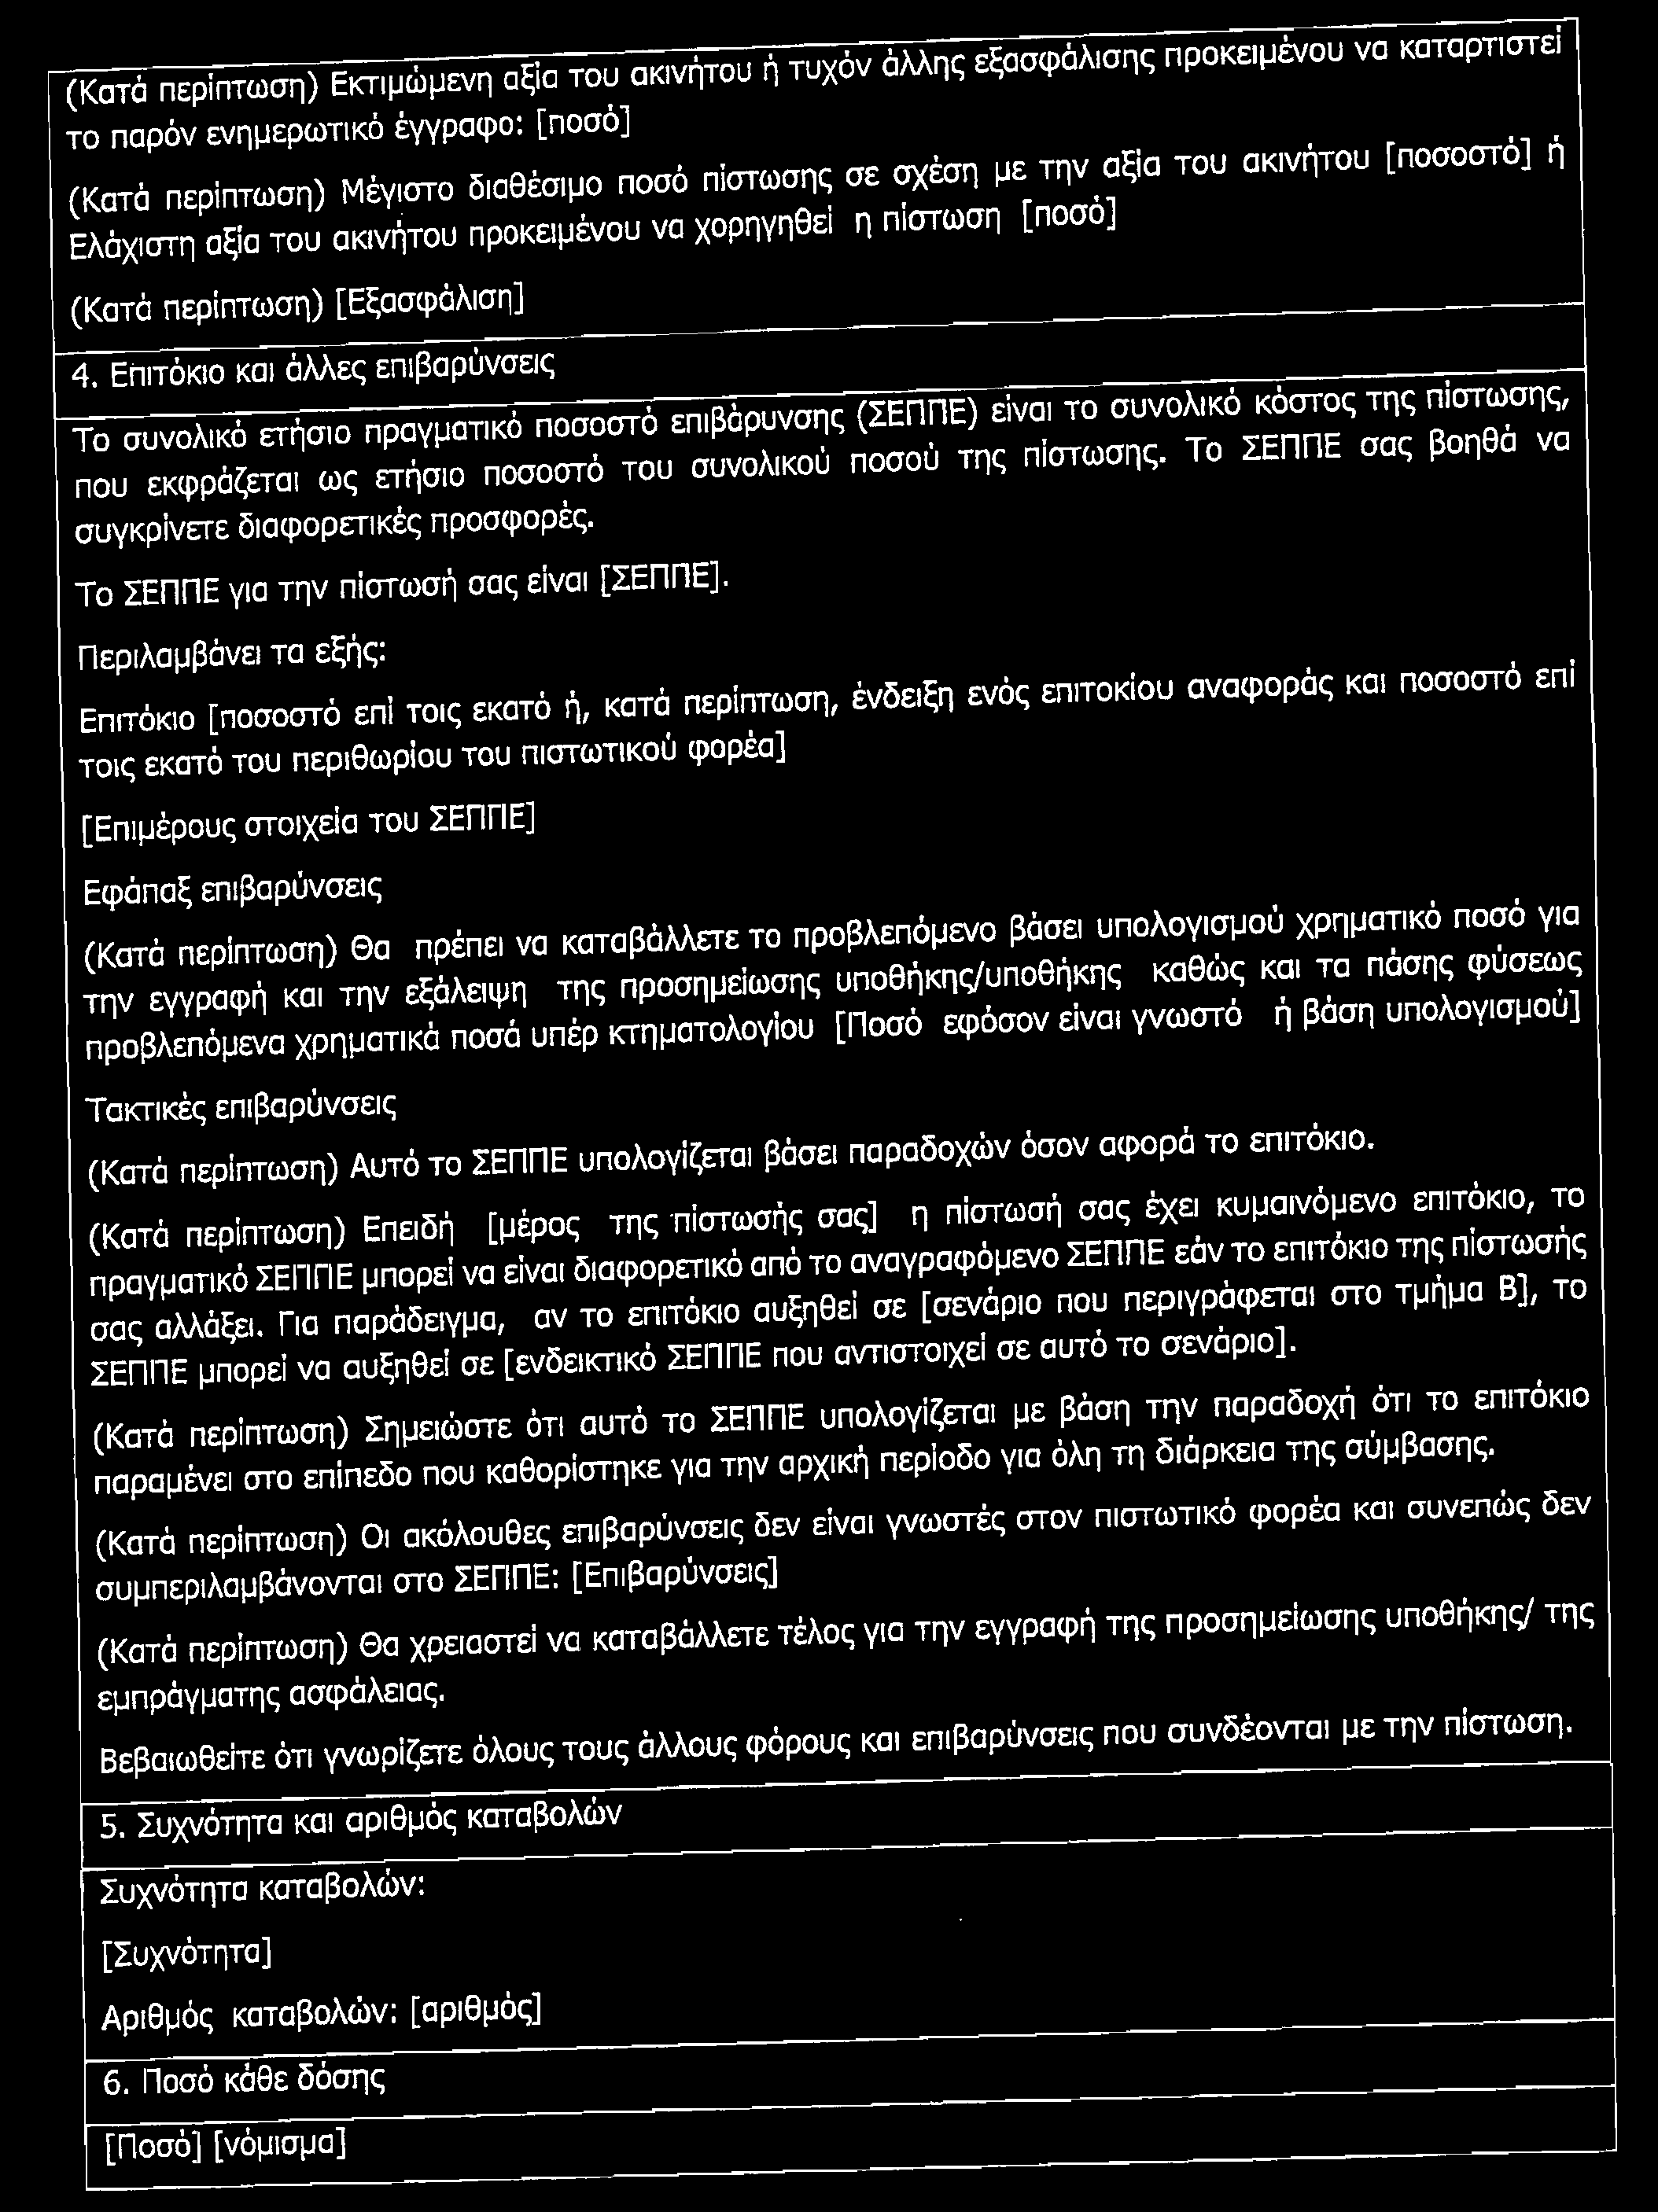 (Κατά περίπτωση) Εκτιμώμενη αξία του ακινήτου ή τυχόν άλλης εξασφάλισης προκειμένου να καταρτιστεί
το παρόν ενημερωτικό έγγραφο: [ποσό]
(Κατά περίπτωση) Μέγιστο διαθέσιμο ποσό πίστωσης σε σχέση με την αξία του ακινήτου [ποσοστό] ή
Ελάχιστη αξία του ακινήτου προκειμένου να χορηγηθεί η πίστωση [ποσό]
(Κατά περίπτωση) [Εξασφάλιση]
4. Επιτόκιο και άλλες επιβαρύνσεις
Το συνολικό ετήσιο πραγματικό ποσοστό επιβάρυνσης (ΣΕΠΠΕ) είναι το συνολικό κόστος της πίστωσης,
που εκφράζεται ως ετήσιο ποσοστό του συνολικού ποσού της πίστωσης. Το ΣΕΠΠΕ σας βοηθά να
συγκρίνετε διαφορετικές προσφορές.
Το ΣΕΠΠΕ για την πίστωσή σας είναι [ΣΕΠΠΕ].
Περιλαμβάνει τα εξής:
Επιτόκιο [ποσοστό επί τοις εκατό ή, κατά περίπτωση, ένδειξη ενός επιτοκίου αναφοράς και ποσοστό επί
τοις εκατό του περιθωρίου του πιστωτικού φορέα]
[Επιμέρους στοιχεία του ΣΕΠΠΕ]
Εφάπαξ επιβαρύνσεις
(Κατά περίπτωση) Θα πρέπει να καταβάλλετε το προβλεπόμενο βάσει υπολογισμού χρηματικό ποσό για
την εγγραφή και την εξάλειψη της προσημείωσης υποθήκης/υποθήκης καθώς και τα πάσης φύσεως
προβλεπόμενα χρηματικά ποσά υπέρ κτηματολογίου [Ποσό εφόσον είναι γνωστό ή βάση υπολογισμού]
Τακτικές επιβαρύνσεις
(Κατά περίπτωση) Αυτό το ΣΕΠΠΕ υπολογίζεται βάσει παραδοχών όσον αφορά το επιτόκιο.
(Κατά περίπτωση) Επειδή [μέρος της πίστωσής σας] η πίστωσή σας έχει κυμαινόμενο επιτόκιο, το
πραγματικό ΣΕΠΠΕ μπορεί να είναι διαφορετικό από το αναγραφόμενο ΣΕΠΠΕ εάν το επιτόκιο της πίστωσής
σας αλλάξει. Για παράδειγμα, αν το επιτόκιο αυξηθεί σε [σενάριο που περιγράφεται στο τμήμα Β], το
ΣΕΠΠΕ μπορεί να αυξηθεί σε [ενδεικτικό ΣΕΠΠΕ που αντιστοιχεί σε αυτό το σενάριο].
(Κατά περίπτωση) Σημειώστε ότι αυτό το ΣΕΠΠΕ υπολογίζεται με βάση την παραδοχή ότι το επιτόκιο
παραμένει στο επίπεδο που καθορίστηκε για την αρχική περίοδο για όλη τη διάρκεια της σύμβασης.
(Κατά περίπτωση) Οι ακόλουθες επιβαρύνσεις δεν είναι γνωστές στον πιστωτικό φορέα και συνεπώς δεν
συμπεριλαμβάνονται στο ΣΕΠΠΕ: [Επιβαρύνσεις]
(Κατά περίπτωση) Θα χρειαστεί να καταβάλλετε τέλος για την εγγραφή της προσημείωσης υποθήκης/ της
εμπράγματης ασφάλειας.
Βεβαιωθείτε ότι γνωρίζετε όλους τους άλλους φόρους και επιβαρύνσεις που συνδέονται με την πίστωση.
5. Συχνότητα και αριθμός καταβολών
Συχνότητα καταβολών:
[Συχνότητα]
Αριθμός καταβολών: [αριθμός]
6. Ποσό κάθε δόσης
[Ποσό] [νόμισμα]